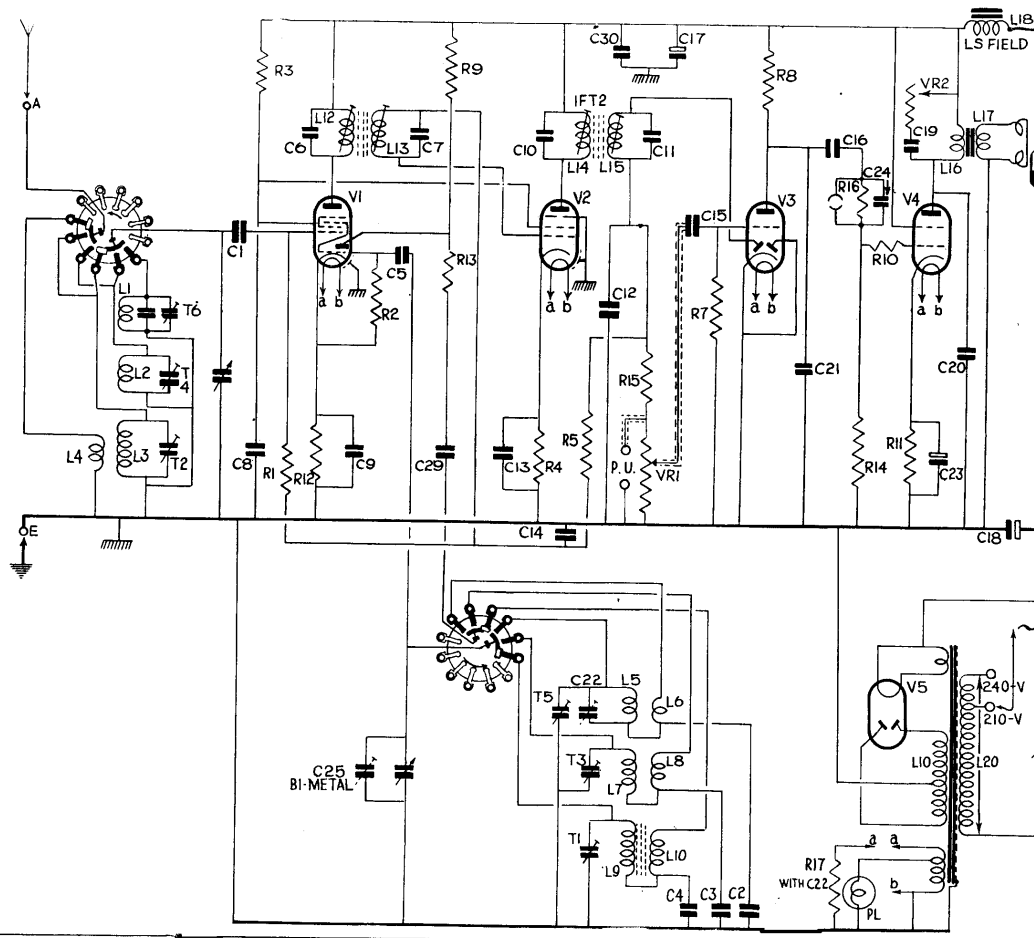 L18
LS FIELD
C30
C17
R3
R9
R8
VR2
A
L12
IFT2
C16
C19
L17
C6
L13
C7
C10
L14
L15
C11
L16
R16
C24
V1
V2
V3
V4
C15
C1
C5
R13
R10
L1
a b
a b
a b
a b
T6
R2
C12
R7
L2
T4
R15
C21
C20
L4
L3
T2
C8
R1
R12
C9
C29
C13
R4
R5
P.U.
VR1
R14
R11
C23
E
C14
C18
T5
C22
L5
L6
V5
240-V
210-V
C25
BI-METAL
T3
L7
L8
L10
L20
T1
L9
L10
a a
R17
WITH C22
b
C4
C3
C2
PL